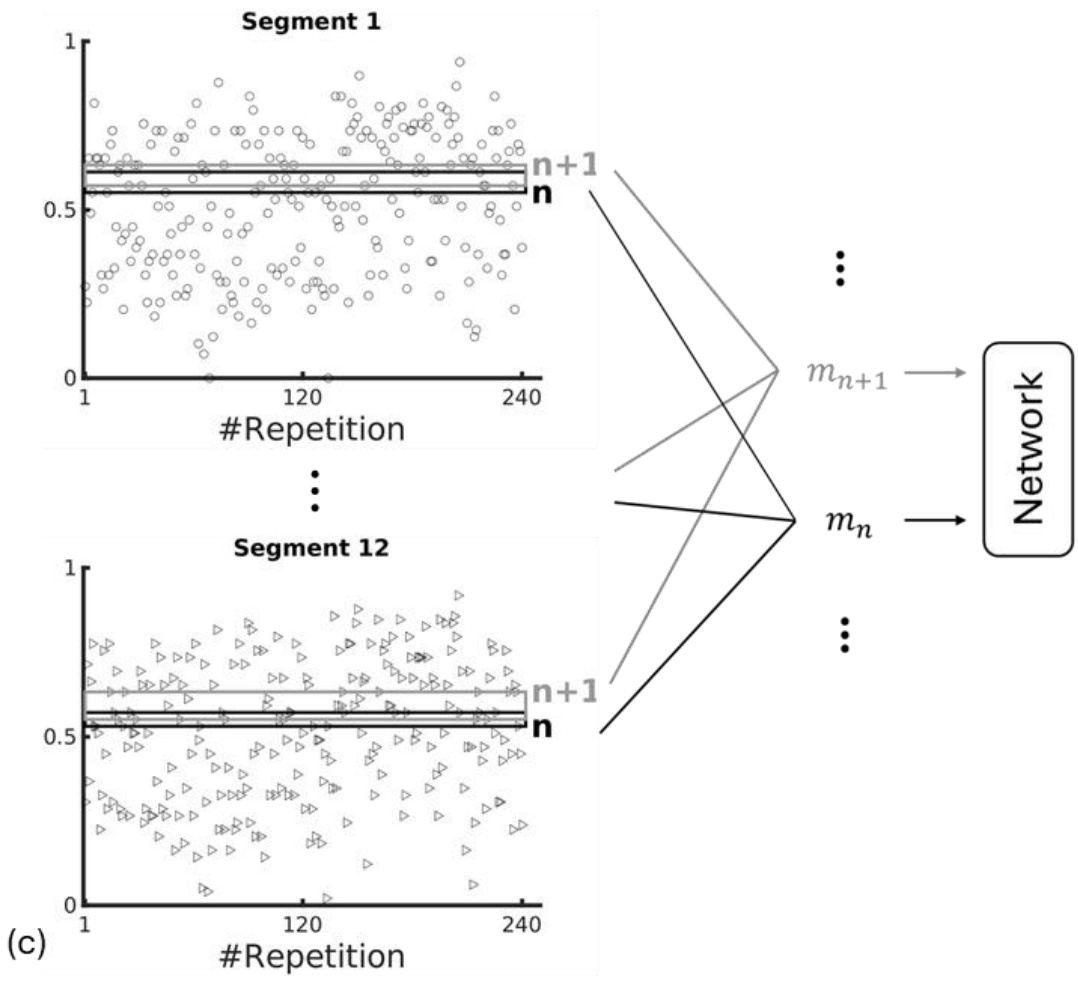 Segment 1
1
n+1
n
0.5
0
1 120 240
#Repetition
m_{n+1}
m_n
Network
Segment 12
1
n+1
n
0.5
0
1 120 240
#Repetition
(c)